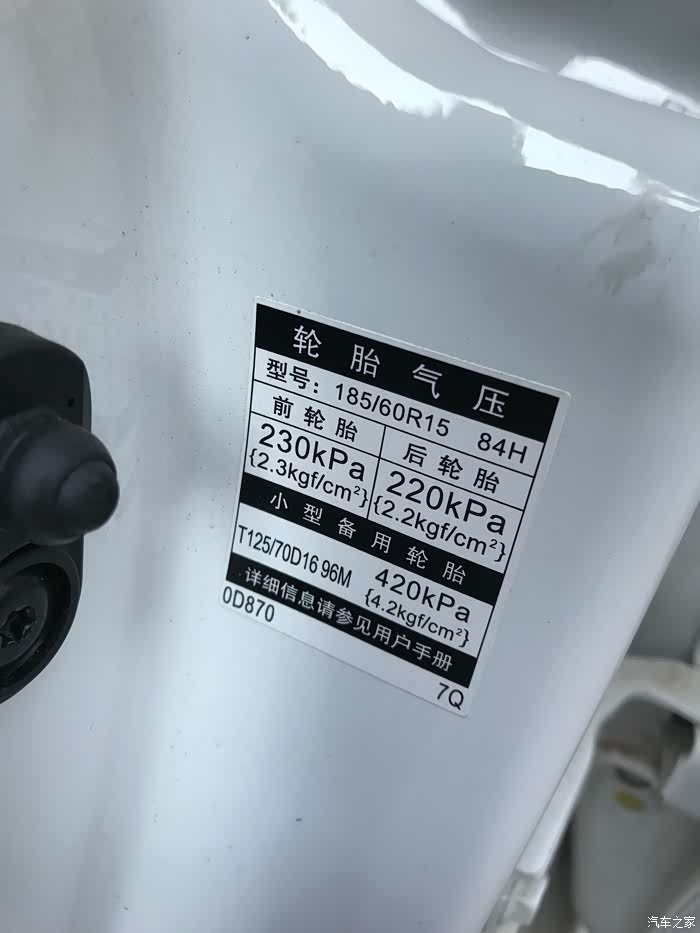 轮胎气压
型号：185/60R15 84H
前轮胎 后轮胎
230kPa 220kPa
{2.3kgf/cm²} {2.2kgf/cm²}
小型备用轮胎
T125/70D16 96M 420kPa
{4.2kgf/cm²}
详细信息请参见用户手册
0D870 7Q
汽车之家